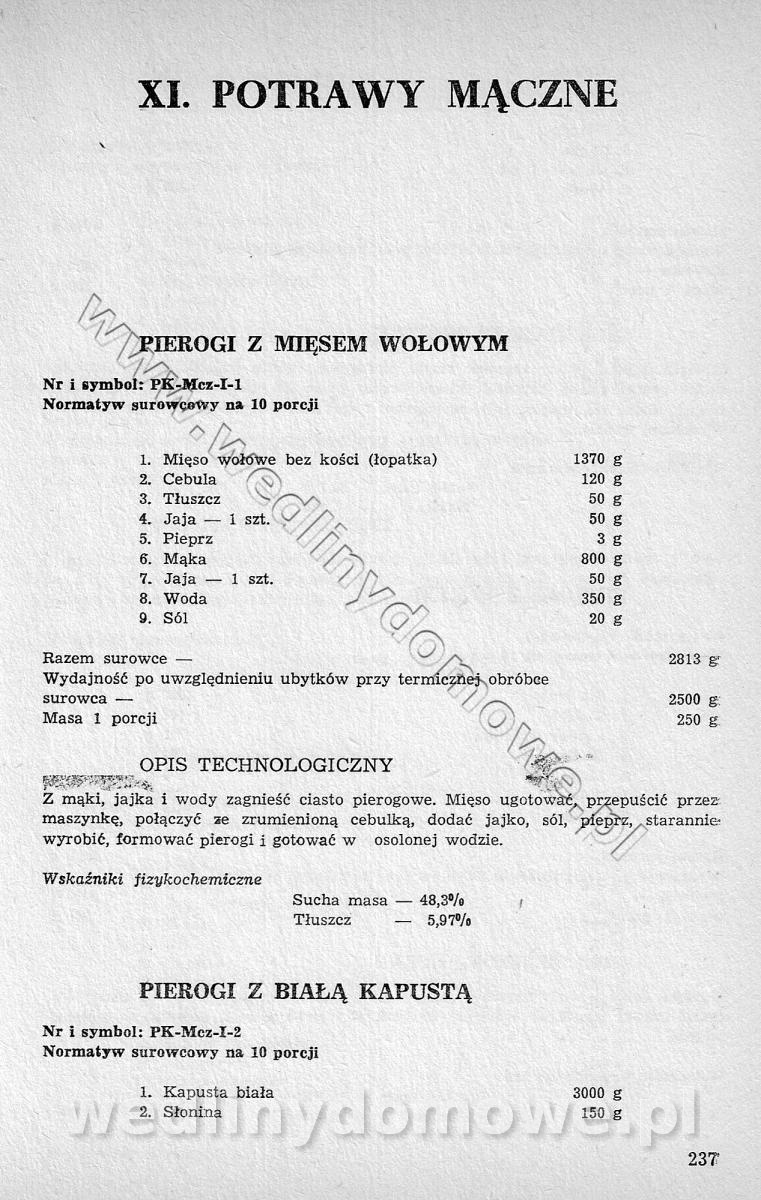 XI. POTRAWY MĄCZNE
PIEROGI Z MIĘSEM WOŁOWYM
Nr i symbol: PK-Mcz-I-1
Normatyw surowcowy na 10 porcji
1. Mięso wołowe bez kości (łopatka) 1370 g
2. Cebula 120 g
3. Tłuszcz 50 g
4. Jaja — 1 szt. 50 g
5. Pieprz 3 g
6. Mąka 800 g
7. Jaja — 1 szt. 50 g
8. Woda 350 g
9. Sól 20 g
Razem surowce — 2813 g
Wydajność po uwzględnieniu ubytków przy termicznej obróbce
surowca — 2500 g
Masa 1 porcji 250 g
OPIS TECHNOLOGICZNY
Z mąki, jajka i wody zagnieść ciasto pierogowe. Mięso ugotować, przepuścić przez
maszynkę, połączyć ze zrumienioną cebulką, dodać jajko, sól, pieprz, starannie
wyrobić, formować pierogi i gotować w osolonej wodzie.
Wskaźniki fizykochemiczne
Sucha masa — 48,3%
Tłuszcz — 5,97%
PIEROGI Z BIAŁĄ KAPUSTĄ
Nr i symbol: PK-Mcz-I-2
Normatyw surowcowy na 10 porcji
1. Kapusta biała 3000 g
2. Słonina 150 g
237
www.wedlinydomowe.pl
wedlinydomowe.pl